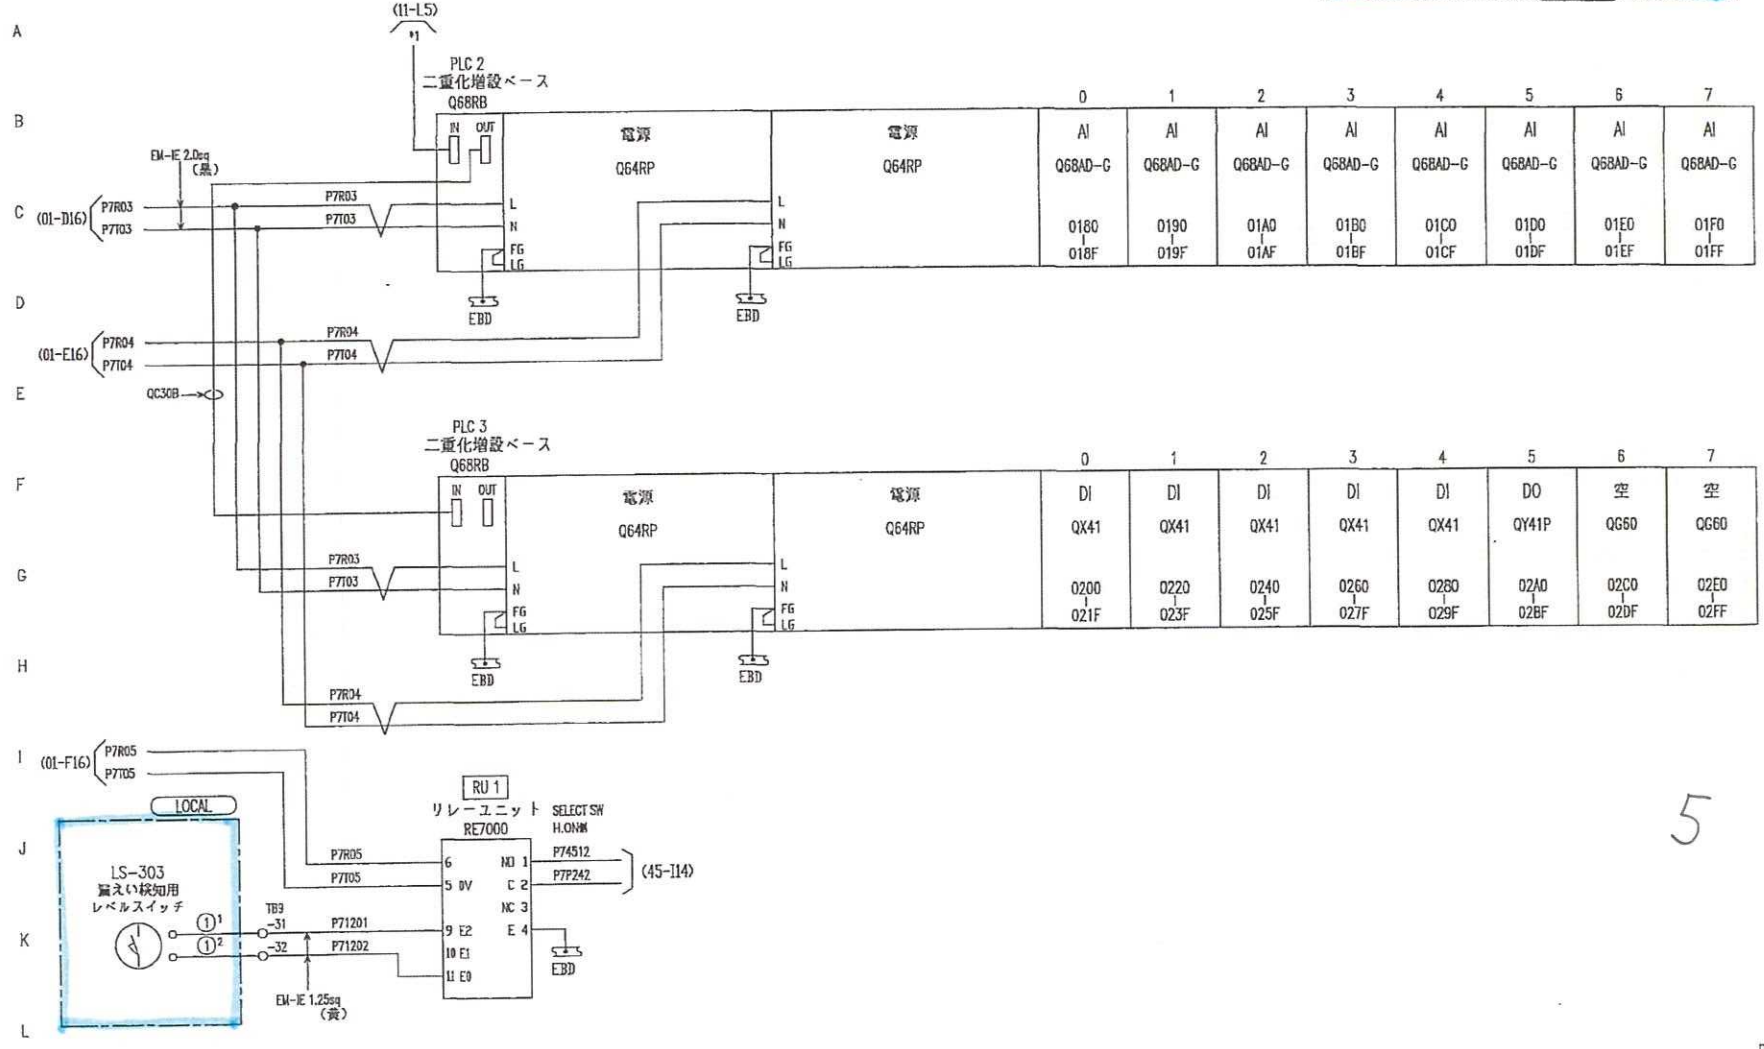 (11-L5)
A
*1
PLC 2
二重化増設ベース
Q68RB
0 1 2 3 4 5 6 7
B
IN OUT
電源 電源
AI AI AI AI AI AI AI AI
Q64RP Q64RP
Q68AD-G Q68AD-G Q68AD-G Q68AD-G Q68AD-G Q68AD-G Q68AD-G Q68AD-G
EM-IE 2.0sq
(黒)
C
(01-D16)
P7R03 P7R03 L L
P7T03 P7T03 N N
0180 0190 01A0 01B0 01C0 01D0 01E0 01F0
018F 019F 01AF 01BF 01CF 01DF 01EF 01FF
FG FG
LG LG
D
EBD EBD
(01-E16)
P7R04 P7R04
P7T04 P7T04
E
QC30B
PLC 3
二重化増設ベース
Q68RB
0 1 2 3 4 5 6 7
F
IN OUT
電源 電源
DI DI DI DI DI DO 空 空
Q64RP Q64RP
QX41 QX41 QX41 QX41 QX41 QY41P QG60 QG60
G
P7R03 L L
P7T03 N N
0200 0220 0240 0260 0280 02A0 02C0 02E0
021F 023F 025F 027F 029F 02BF 02DF 02FF
FG FG
LG LG
H
EBD EBD
P7R04
P7T04
I
(01-F16)
P7R05
P7T05
RU 1
リレーユニット SELECT SW
RE7000
LOCAL
5
J
P7R05 6 NO 1 P74512
P7T05 5 0V C 2 P7P242
(45-I14)
NC 3
LS-303
漏えい検知用
レベルスイッチ
TB9
K
①1 -31 P71201 9 E2 E 4
①2 -32 P71202 10 E1
11 E0
EBD
EM-IE 1.25sq
(黄)
L